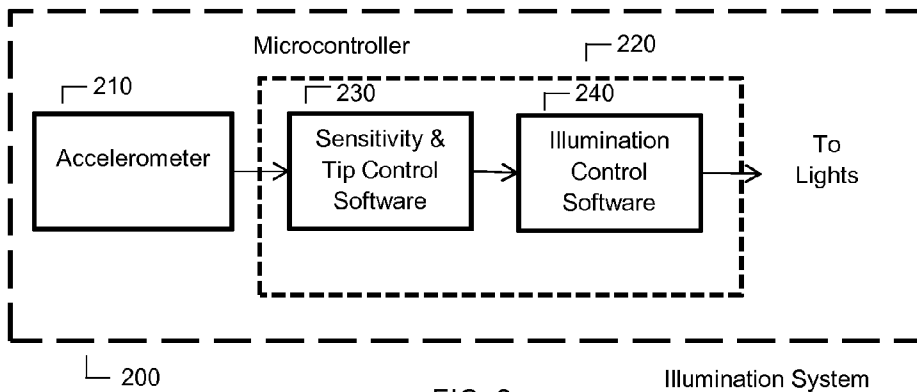 Microcontroller
220
210
230
240
Accelerometer
Sensitivity &
Tip Control
Software
Illumination
Control
Software
To
Lights
200
Illumination System